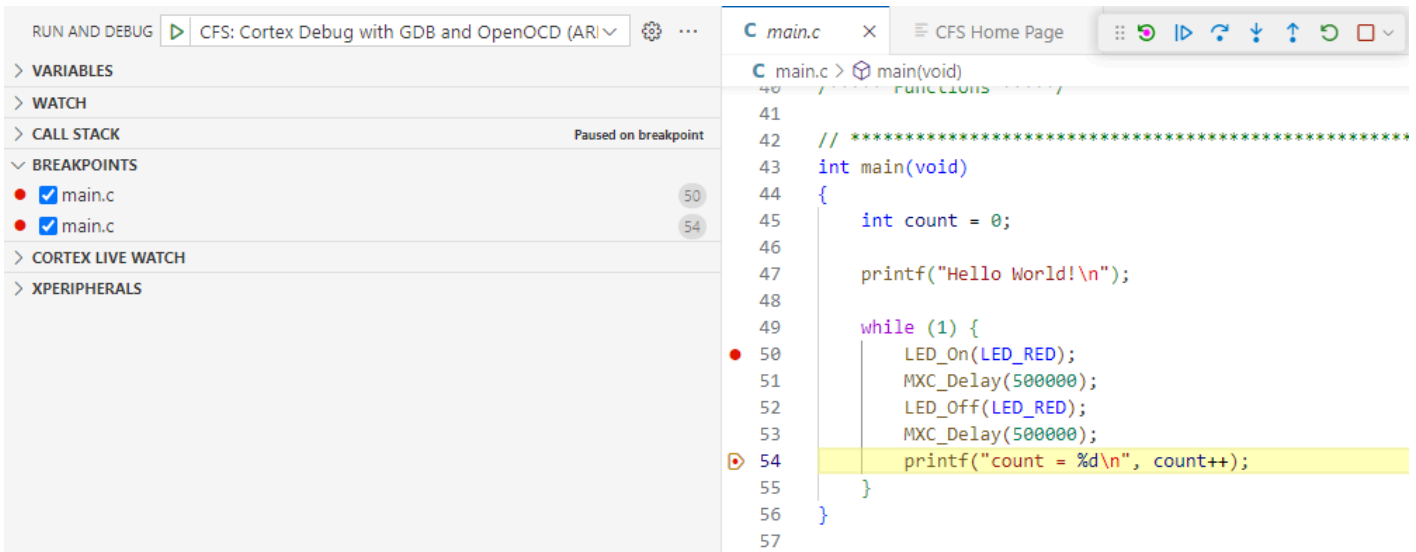 RUN AND DEBUG CFS: Cortex Debug with GDB and OpenOCD (ARI
VARIABLES
WATCH
CALL STACK Paused on breakpoint
BREAKPOINTS
main.c 50
main.c 54
CORTEX LIVE WATCH
XPERIPHERALS
C main.c CFS Home Page
C main.c > main(void)
40 /***** Functions *****/
41
42 // *****************************************************
43 int main(void)
44 {
45 int count = 0;
46
47 printf("Hello World!\n");
48
49 while (1) {
50 LED_On(LED_RED);
51 MXC_Delay(500000);
52 LED_Off(LED_RED);
53 MXC_Delay(500000);
54 printf("count = %d\n", count++);
55 }
56 }
57